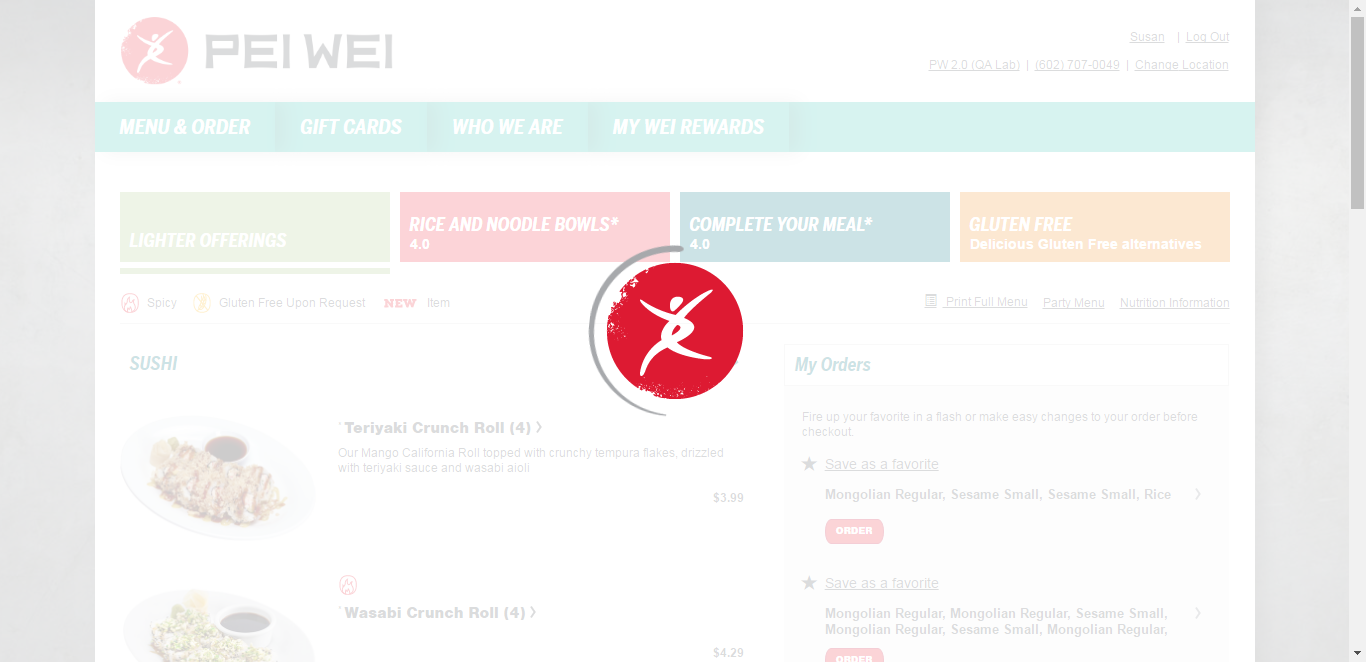 PEI WEI
Susan | Log Out
PW 2.0 (QA Lab) | (602) 707-0049 | Change Location
MENU & ORDER
GIFT CARDS
WHO WE ARE
MY WEI REWARDS
LIGHTER OFFERINGS
RICE AND NOODLE BOWLS*
4.0
COMPLETE YOUR MEAL*
4.0
GLUTEN FREE
Delicious Gluten Free alternatives
Spicy
Gluten Free Upon Request
NEW Item
Print Full Menu
Party Menu
Nutrition Information
SUSHI
*Teriyaki Crunch Roll (4) ›
Our Mango California Roll topped with crunchy tempura flakes, drizzled
with teriyaki sauce and wasabi aioli
$3.99
*Wasabi Crunch Roll (4) ›
$4.29
My Orders
Fire up your favorite in a flash or make easy changes to your order before
checkout.
★ Save as a favorite
Mongolian Regular, Sesame Small, Sesame Small, Rice ›
ORDER
★ Save as a favorite
Mongolian Regular, Mongolian Regular, Sesame Small, ›
Mongolian Regular, Sesame Small, Mongolian Regular,
ORDER